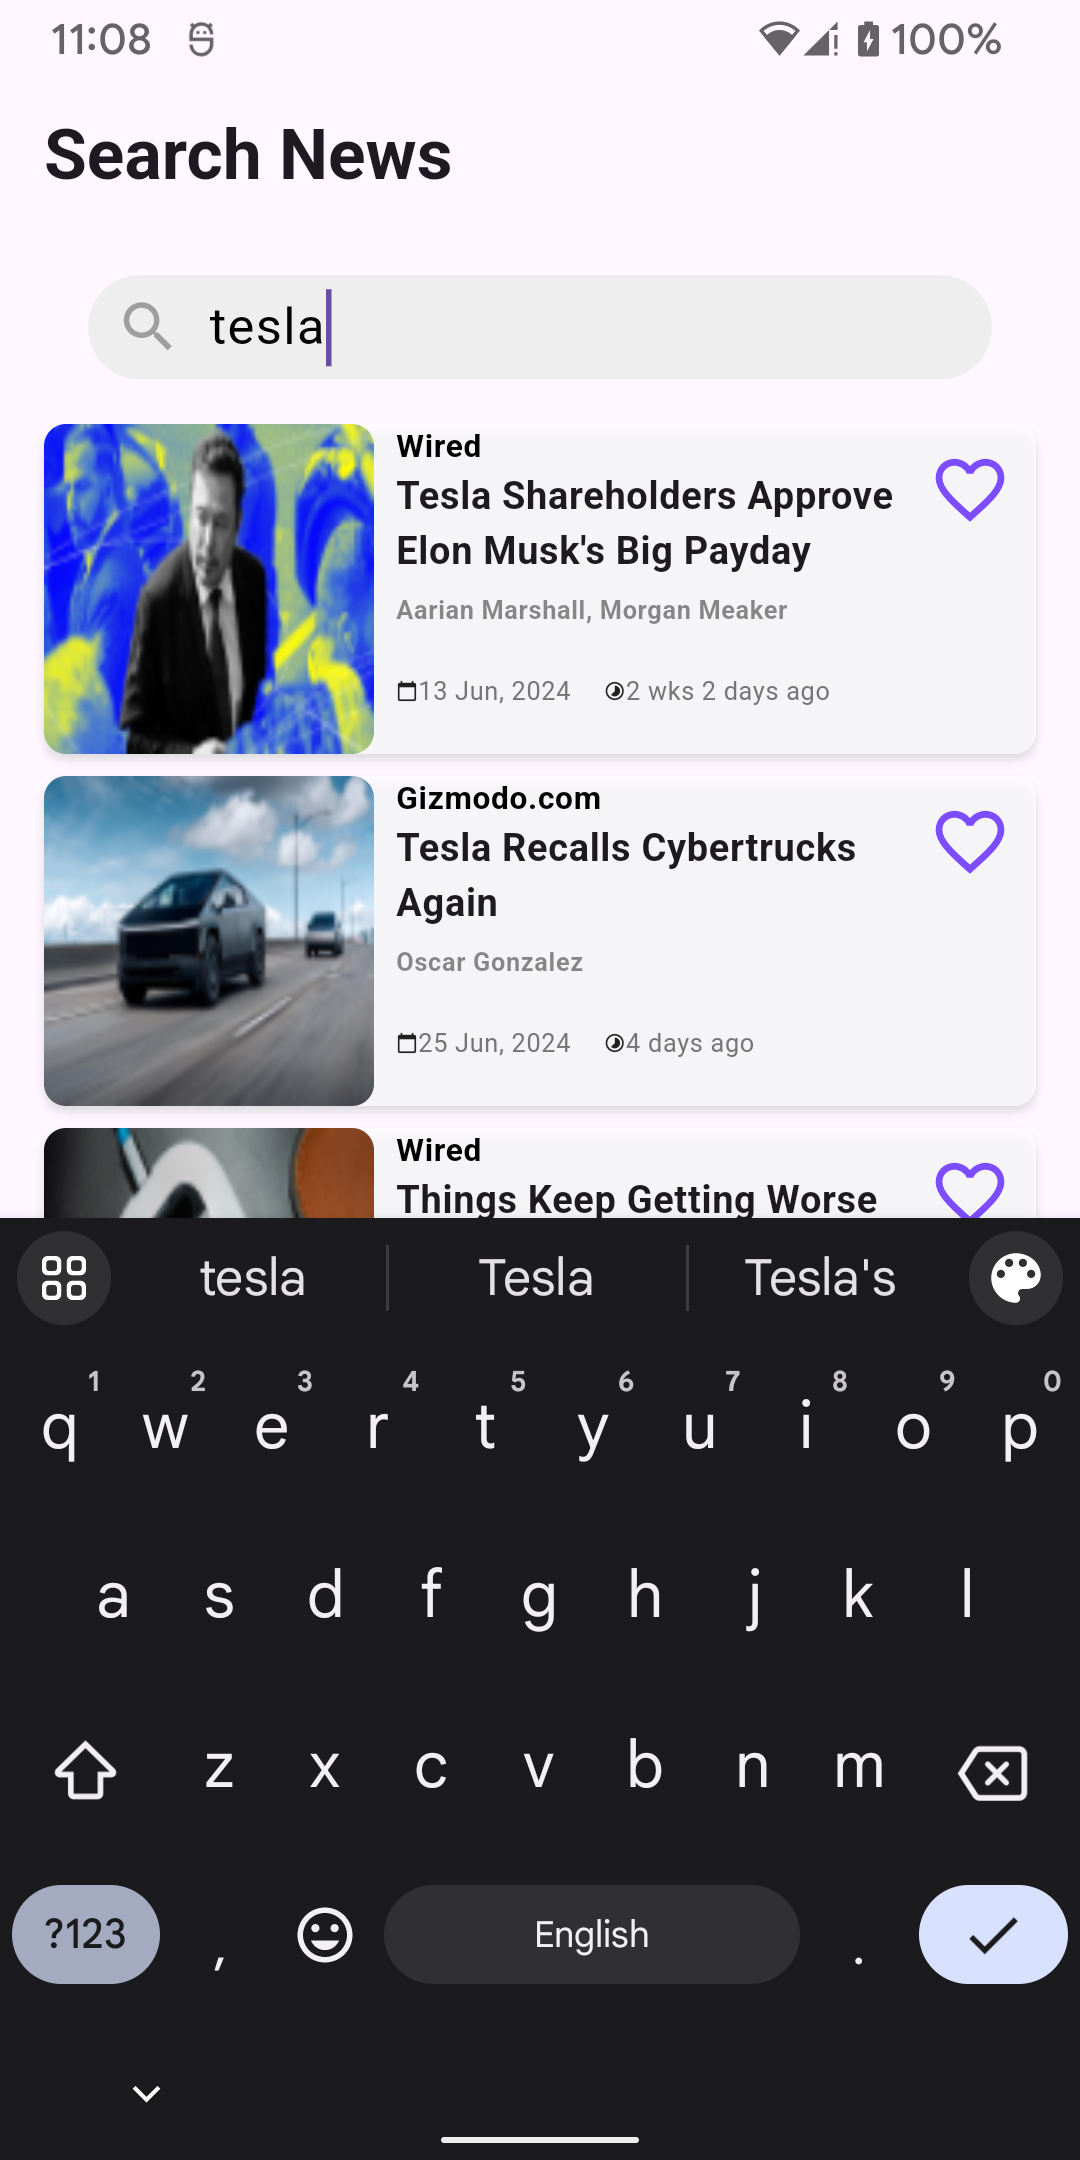 11:08 100%
Search News
tesla
Wired
Tesla Shareholders Approve
Elon Musk's Big Payday
Aarian Marshall, Morgan Meaker
13 Jun, 2024 2 wks 2 days ago
Gizmodo.com
Tesla Recalls Cybertrucks
Again
Oscar Gonzalez
25 Jun, 2024 4 days ago
Wired
Things Keep Getting Worse
tesla Tesla Tesla's
1 2 3 4 5 6 7 8 9 0
q w e r t y u i o p
a s d f g h j k l
z x c v b n m
?123 , English .